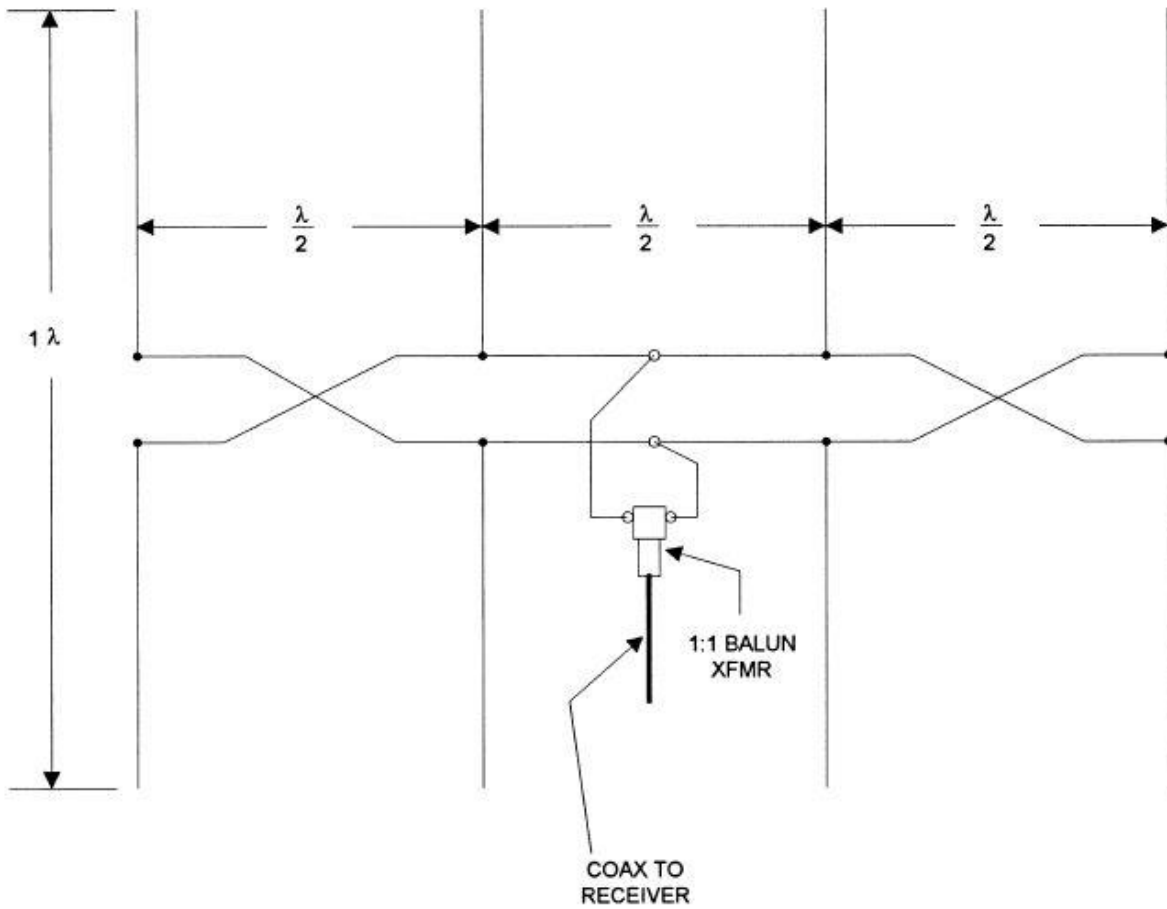 λ
2
λ
2
λ
2
1 λ
1:1 BALUN
XFMR
COAX TO
RECEIVER